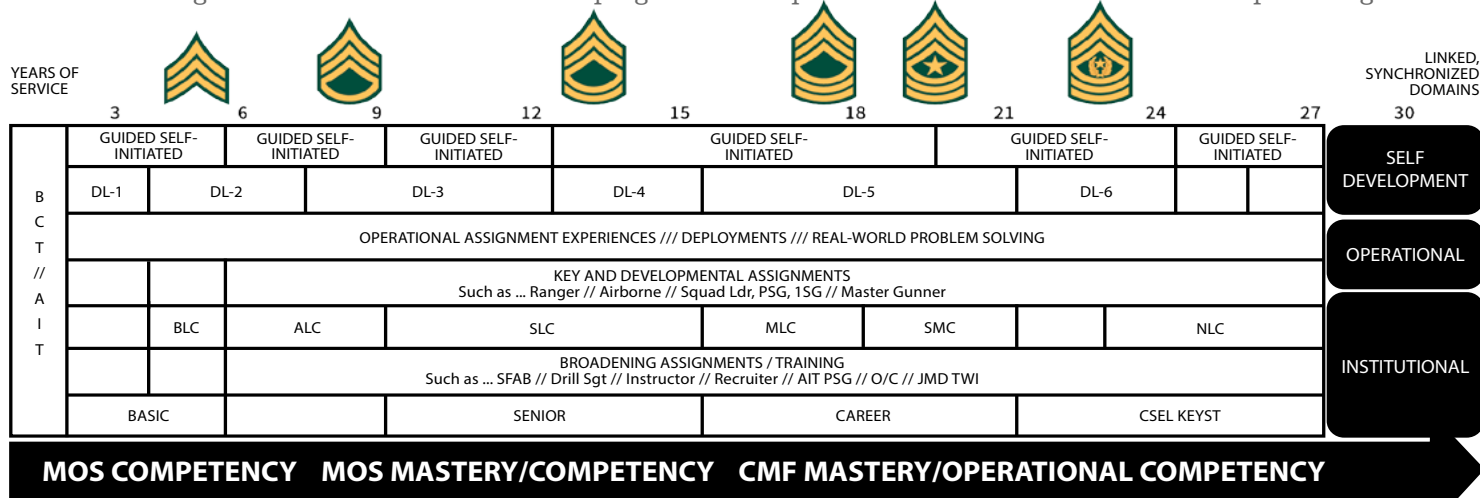 YEARS OF
SERVICE
LINKED,
SYNCHRONIZED
DOMAINS
3 6 9 12 15 18 21 24 27 30
GUIDED SELF-
INITIATED
GUIDED SELF-
INITIATED
GUIDED SELF-
INITIATED
GUIDED SELF-
INITIATED
GUIDED SELF-
INITIATED
GUIDED SELF-
INITIATED
SELF
DEVELOPMENT
B
C
T
//
A
I
T
DL-1 DL-2 DL-3 DL-4 DL-5 DL-6
OPERATIONAL ASSIGNMENT EXPERIENCES /// DEPLOYMENTS /// REAL-WORLD PROBLEM SOLVING
OPERATIONAL
KEY AND DEVELOPMENTAL ASSIGNMENTS
Such as ... Ranger // Airborne // Squad Ldr, PSG, 1SG // Master Gunner
BLC ALC SLC MLC SMC NLC
BROADENING ASSIGNMENTS / TRAINING
Such as ... SFAB // Drill Sgt // Instructor // Recruiter // AIT PSG // O/C // JMD TWI
INSTITUTIONAL
BASIC SENIOR CAREER CSEL KEYST
MOS COMPETENCY MOS MASTERY/COMPETENCY CMF MASTERY/OPERATIONAL COMPETENCY